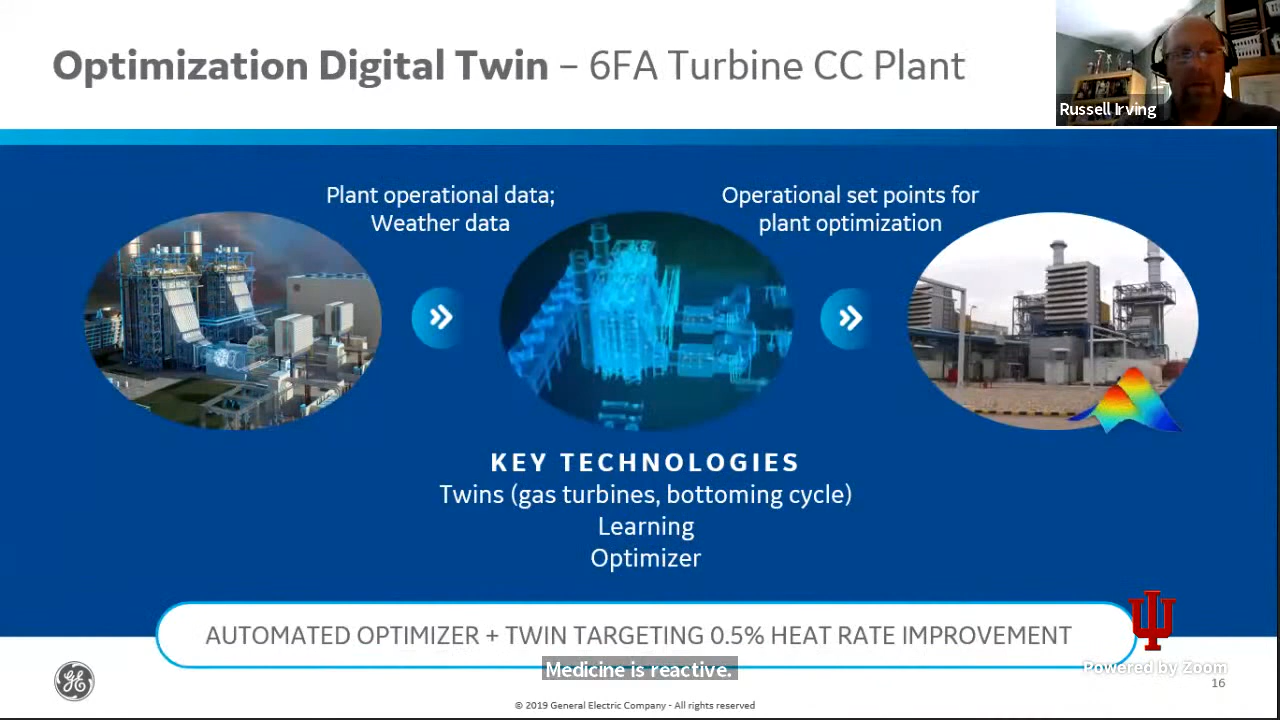 Optimization Digital Twin – 6FA Turbine CC Plant
Russell Irving
Plant operational data;
Weather data
Operational set points for
plant optimization
KEY TECHNOLOGIES
Twins (gas turbines, bottoming cycle)
Learning
Optimizer
AUTOMATED OPTIMIZER + TWIN TARGETING 0.5% HEAT RATE IMPROVEMENT
Medicine is reactive.
Powered by Zoom
16
© 2019 General Electric Company - All rights reserved